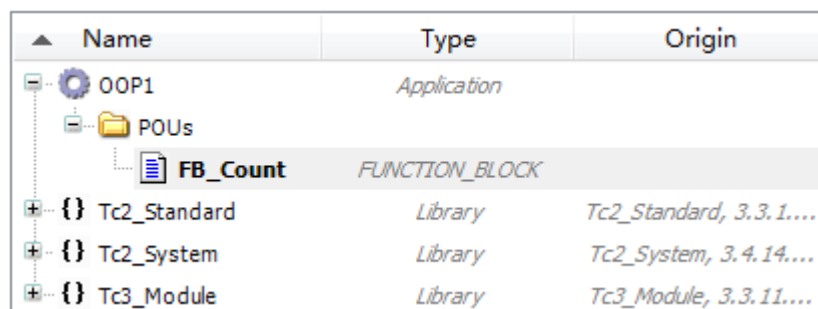 Name Type Origin
OOP1 Application
POUs
FB_Count FUNCTION_BLOCK
{} Tc2_Standard Library Tc2_Standard, 3.3.1....
{} Tc2_System Library Tc2_System, 3.4.14....
{} Tc3_Module Library Tc3_Module, 3.3.11....